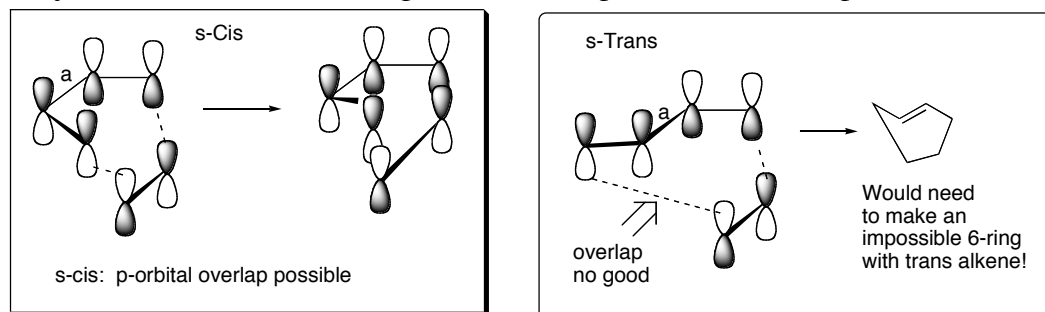 s-Cis
a
s-cis: p-orbital overlap possible
s-Trans
a
overlap
no good
Would need
to make an
impossible 6-ring
with trans alkene!